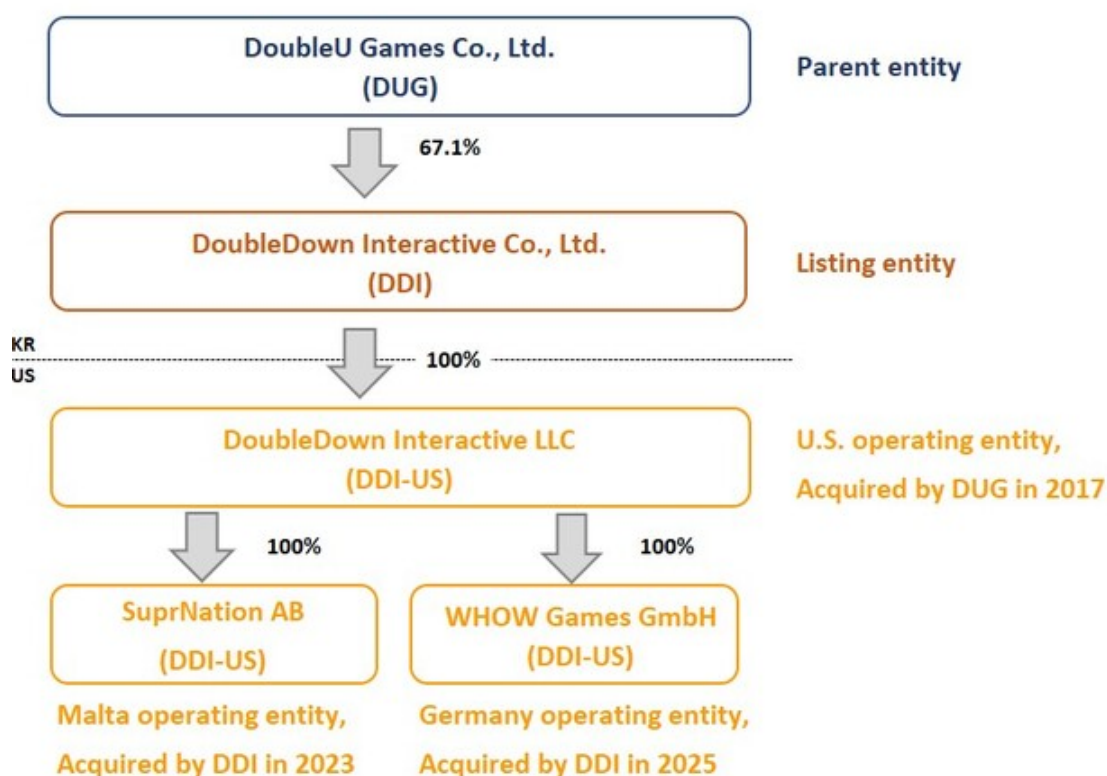 DoubleU Games Co., Ltd.
(DUG)
Parent entity
67.1%
DoubleDown Interactive Co., Ltd.
(DDI)
Listing entity
KR
100%
US
DoubleDown Interactive LLC
(DDI-US)
U.S. operating entity,
Acquired by DUG in 2017
100%
100%
SuprNation AB
(DDI-US)
WHOW Games GmbH
(DDI-US)
Malta operating entity,
Acquired by DDI in 2023
Germany operating entity,
Acquired by DDI in 2025